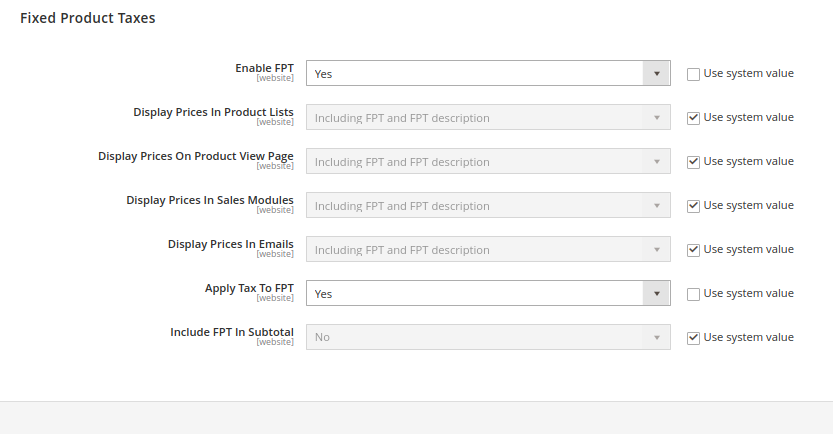 Fixed Product Taxes
Enable FPT
[website]
Yes
Use system value
Display Prices In Product Lists
[website]
Including FPT and FPT description
Use system value
Display Prices On Product View Page
[website]
Including FPT and FPT description
Use system value
Display Prices In Sales Modules
[website]
Including FPT and FPT description
Use system value
Display Prices In Emails
[website]
Including FPT and FPT description
Use system value
Apply Tax To FPT
[website]
Yes
Use system value
Include FPT In Subtotal
[website]
No
Use system value